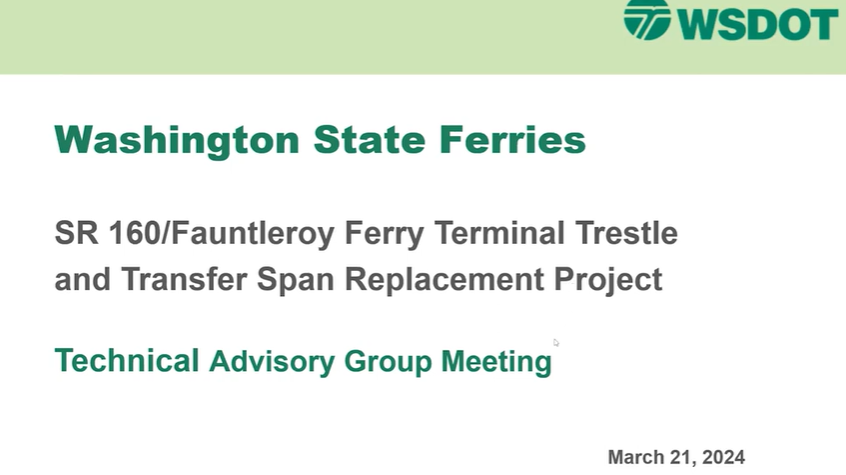 WSDOT
Washington State Ferries
SR 160/Fauntleroy Ferry Terminal Trestle
and Transfer Span Replacement Project
Technical Advisory Group Meeting
March 21, 2024